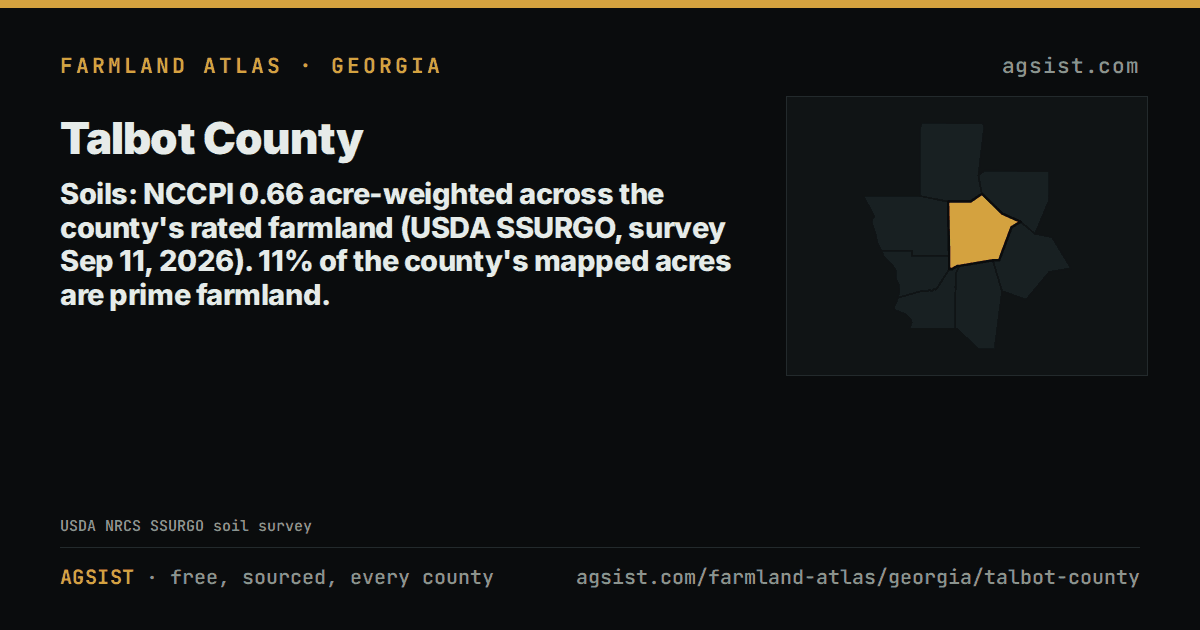 FARMLAND ATLAS · GEORGIA
agsist.com
Talbot County
Soils: NCCPI 0.66 acre-weighted across the
county's rated farmland (USDA SSURGO, survey
Sep 11, 2026). 11% of the county's mapped acres
are prime farmland.
USDA NRCS SSURGO soil survey
AGSIST · free, sourced, every county
agsist.com/farmland-atlas/georgia/talbot-county